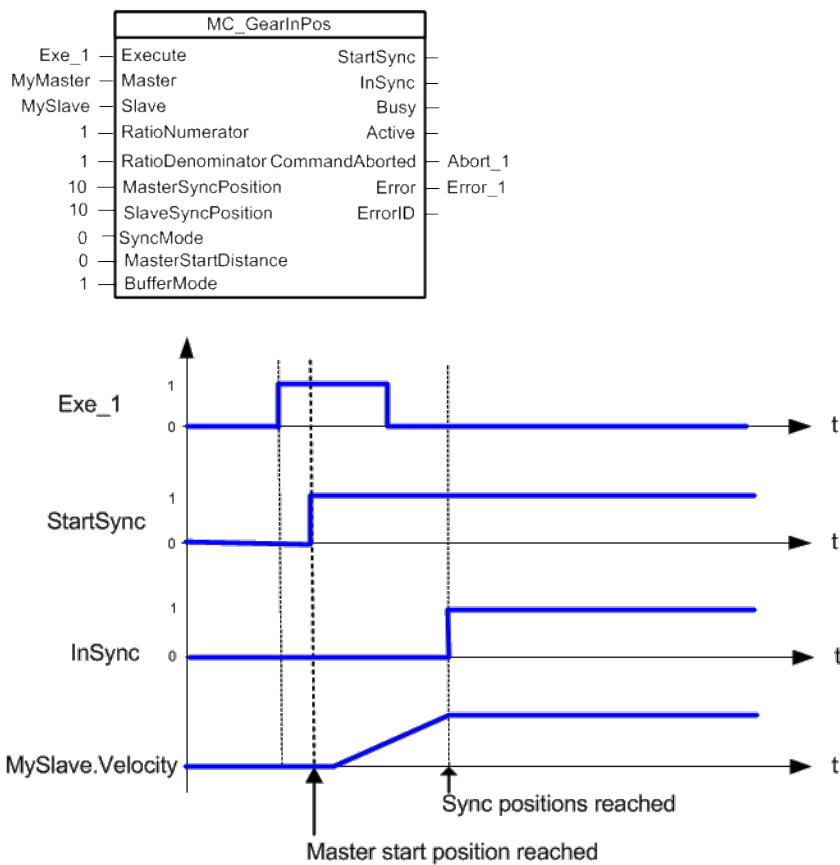 MC_GearInPos
Exe_1 Execute StartSync
MyMaster Master InSync
MySlave Slave Busy
1 RatioNumerator Active
1 RatioDenominator CommandAborted Abort_1
10 MasterSyncPosition Error Error_1
10 SlaveSyncPosition ErrorID
0 SyncMode
0 MasterStartDistance
1 BufferMode
1
Exe_1
0
t
1
StartSync
0
t
1
InSync
0
t
MySlave.Velocity
t
Sync positions reached
Master start position reached